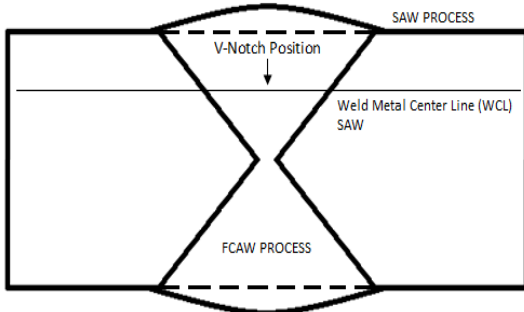 SAW PROCESS
V-Notch Position
Weld Metal Center Line (WCL)
SAW
FCAW PROCESS